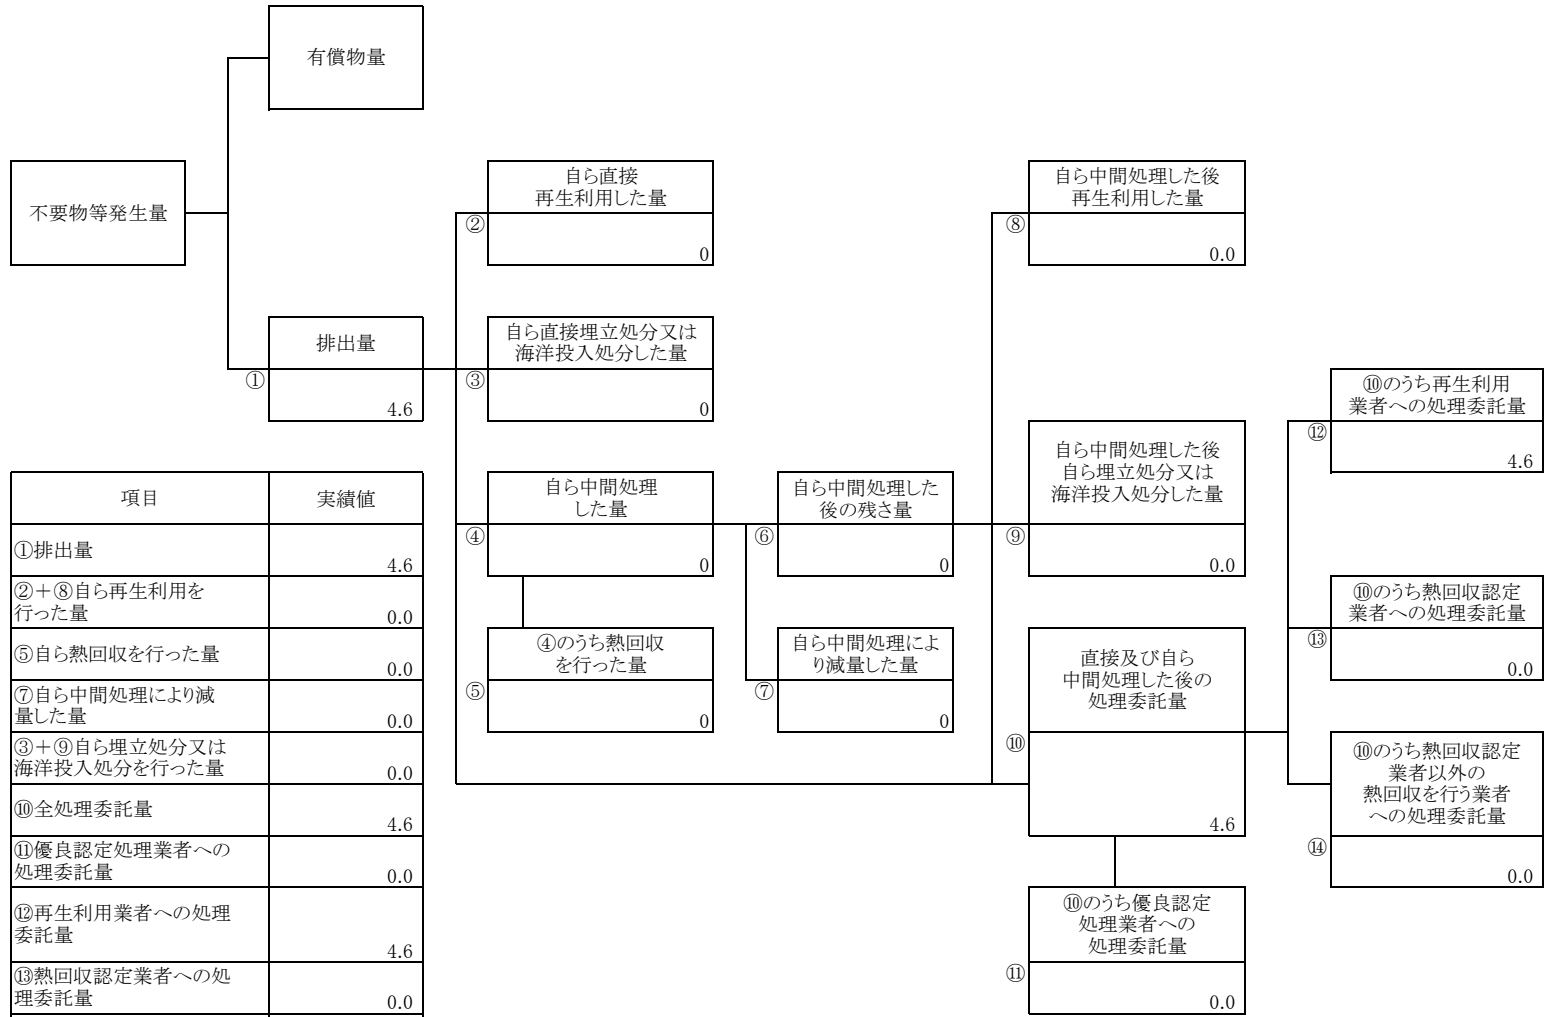 有償物量
不要物等発生量
排出量
①
4.6
自ら直接
再生利用した量
②
0
自ら直接埋立処分又は
海洋投入処分した量
③
0
自ら中間処理
した量
④
0
④のうち熱回収
を行った量
⑤
0
自ら中間処理した
後の残さ量
⑥
0
自ら中間処理によ
り減量した量
⑦
0
自ら中間処理した後
再生利用した量
⑧
0.0
自ら中間処理した後
自ら埋立処分又は
海洋投入処分した量
⑨
0.0
直接及び自ら
中間処理した後の
処理委託量
⑩
4.6
⑩のうち優良認定
処理業者への
処理委託量
⑪
0.0
⑩のうち再生利用
業者への処理委託量
⑫
4.6
⑩のうち熱回収認定
業者への処理委託量
⑬
0.0
⑩のうち熱回収認定
業者以外の
熱回収を行う業者
への処理委託量
⑭
0.0
項目 実績値
①排出量
4.6
②＋⑧自ら再生利用を
行った量
0.0
⑤自ら熱回収を行った量
0.0
⑦自ら中間処理により減
量した量
0.0
③＋⑨自ら埋立処分又は
海洋投入処分を行った量
0.0
⑩全処理委託量
4.6
⑪優良認定処理業者への
処理委託量
0.0
⑫再生利用業者への処理
委託量
4.6
⑬熱回収認定業者への処
理委託量
0.0